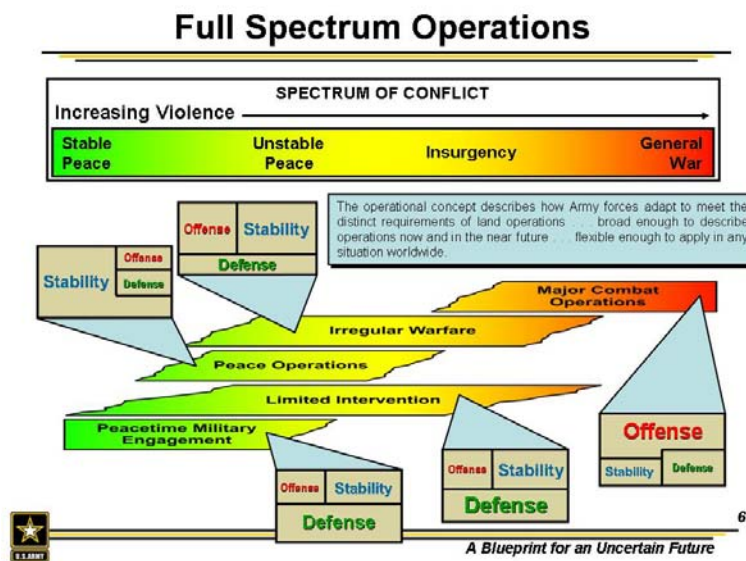 Full Spectrum Operations
SPECTRUM OF CONFLICT
Increasing Violence
Stable
Peace
Unstable
Peace
Insurgency
General
War
The operational concept describes how Army forces adapt to meet the
distinct requirements of land operations . . . broad enough to describe
operations now and in the near future . . . flexible enough to apply in any
situation worldwide.
Offense
Stability
Defense
Stability
Offense
Defense
Major Combat
Operations
Irregular Warfare
Peace Operations
Limited Intervention
Peacetime Military
Engagement
Offense
Stability
Defense
Offense
Stability
Defense
Offense
Stability
Defense
U.S.ARMY
6
A Blueprint for an Uncertain Future